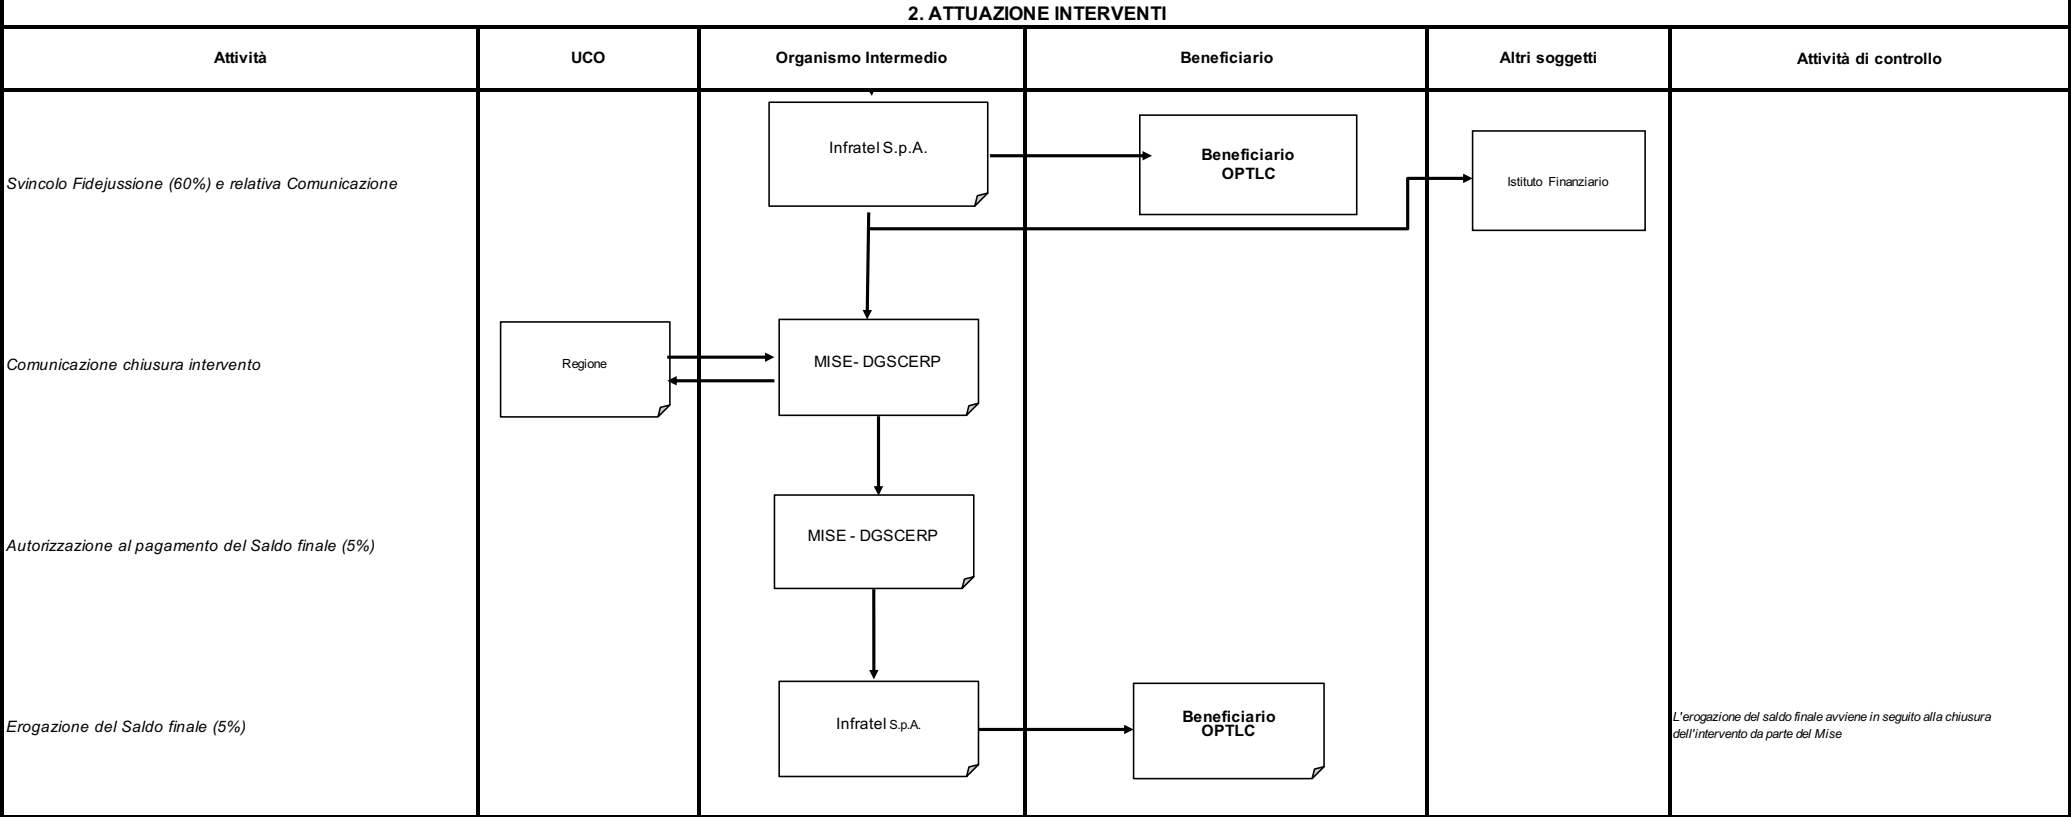 2. ATTUAZIONE INTERVENTI
Attività
UCO
Organismo Intermedio
Beneficiario
Altri soggetti
Attività di controllo
Svincolo Fidejussione (60%) e relativa Comunicazione
Infratel S.p.A.
Beneficiario
OPTLC
Istituto Finanziario
Comunicazione chiusura intervento
Regione
MISE- DGSCERP
Autorizzazione al pagamento del Saldo finale (5%)
MISE - DGSCERP
Erogazione del Saldo finale (5%)
Infratel S.p.A.
Beneficiario
OPTLC
L'erogazione del saldo finale avviene in seguito alla chiusura
dell'intervento da parte del Mise